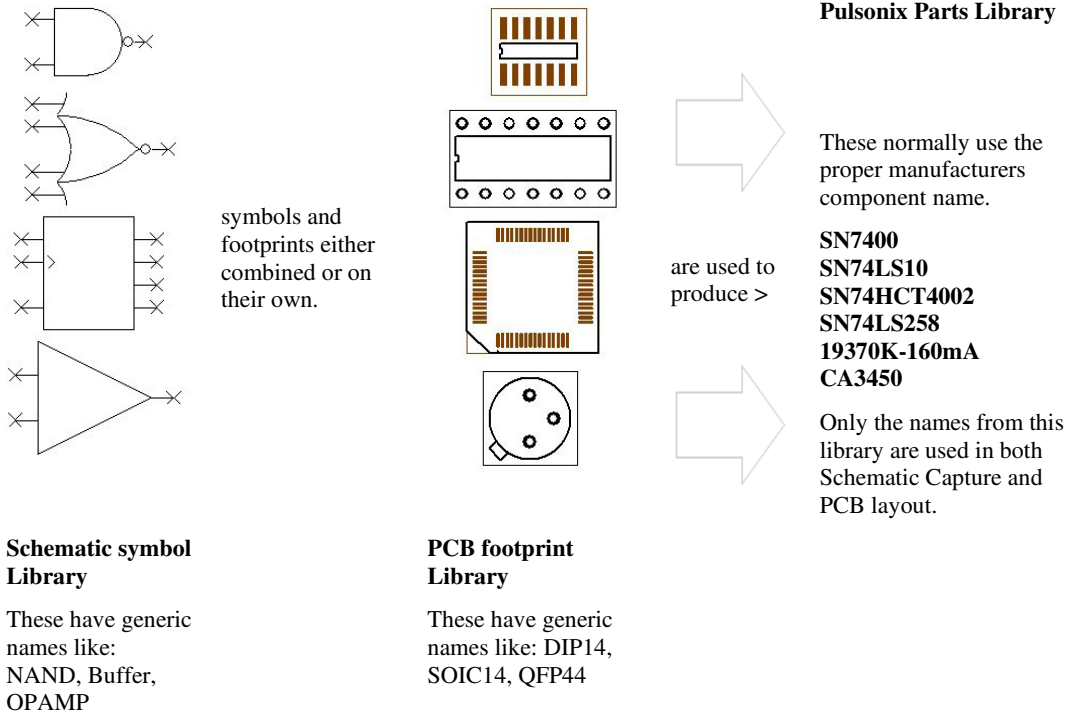 Pulsonix Parts Library
These normally use the
proper manufacturers
component name.
symbols and
footprints either
combined or on
their own.
are used to
produce >
SN7400
SN74LS10
SN74HCT4002
SN74LS258
19370K-160mA
CA3450
Only the names from this
library are used in both
Schematic Capture and
PCB layout.
Schematic symbol
Library
These have generic
names like:
NAND, Buffer,
OPAMP
PCB footprint
Library
These have generic
names like: DIP14,
SOIC14, QFP44